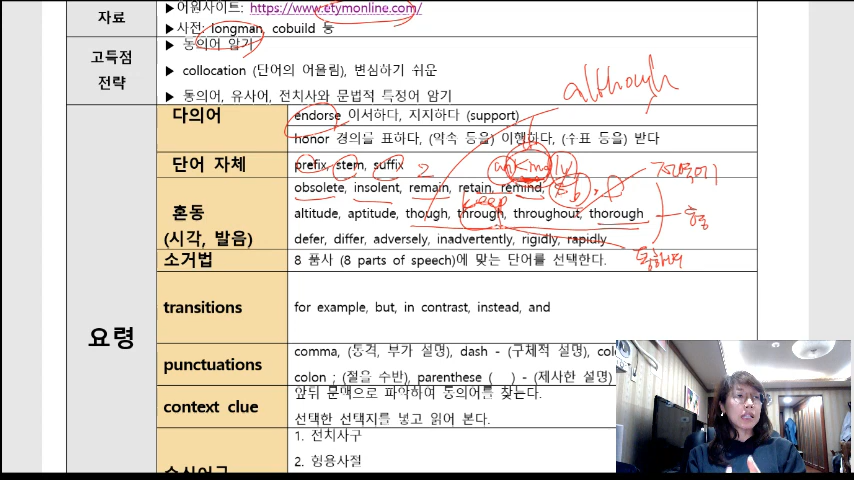 자료
▶어원사이트: https://www.etymonline.com/
▶사전: longman, cobuild 등
고득점
전략
▶ 동의어 암기
▶ collocation (단어의 어울림), 변심하기 쉬운
▶ 동의어, 유사어, 전치사와 문법적 특정어 암기
although
요령
다의어
endorse 이서하다, 지지하다 (support)
honor 경의를 표하다, (약속 등을) 이행하다, (수표 등을) 받다
단어 자체
prefix, stem, suffix
2
혼동
(시각, 발음)
obsolete, insolent, remain, retain, remind,
keep
altitude, aptitude, though, through, throughout, thorough
defer, differ, adversely, inadvertently, rigidly, rapidly
통하여
소거법
8 품사 (8 parts of speech)에 맞는 단어를 선택한다.
transitions
for example, but, in contrast, instead, and
punctuations
comma, (동격, 부가 설명), dash - (구체적 설명), col
colon ; (절을 수반), parenthese ( ) - (제사한 설명)
context clue
앞뒤 문맥으로 파악하여 동의어를 찾는다.
선택한 선택지를 넣고 읽어 본다.
1. 전치사구
2. 형용사절